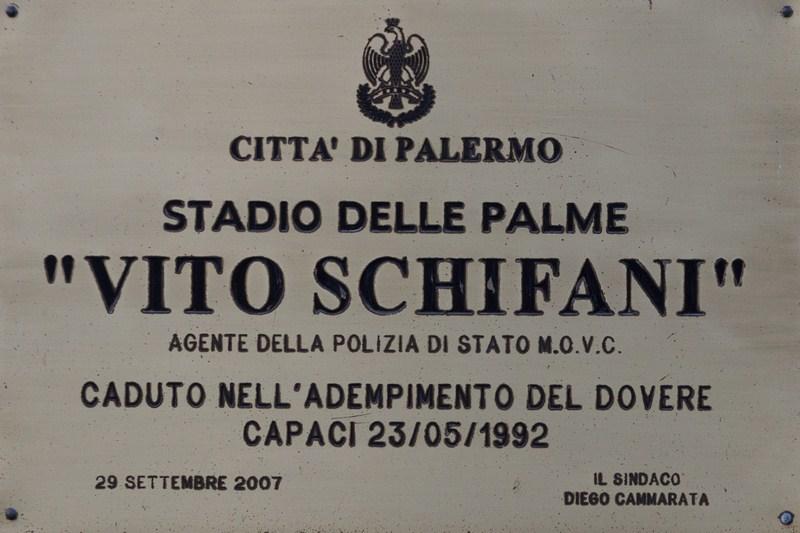 CITTA' DI PALERMO
STADIO DELLE PALME
"VITO SCHIFANI"
AGENTE DELLA POLIZIA DI STATO M.O.V.C.
CADUTO NELL'ADEMPIMENTO DEL DOVERE
CAPACI 23/05/1992
29 SETTEMBRE 2007
IL SINDACO
DIEGO CAMMARATA